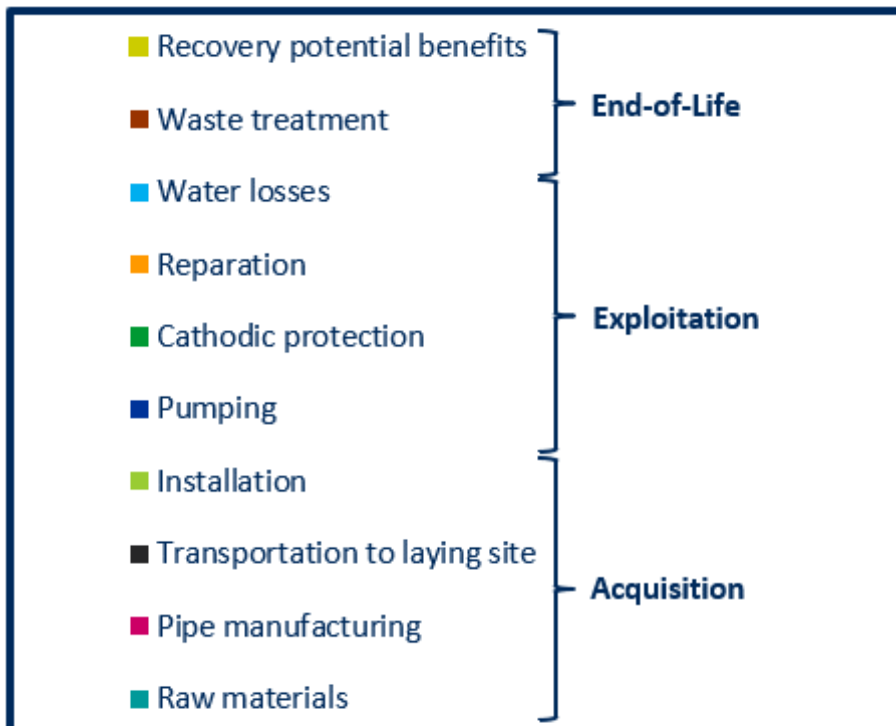 Recovery potential benefits
Waste treatment
End-of-Life
Water losses
Reparation
Cathodic protection
Pumping
Exploitation
Installation
Transportation to laying site
Pipe manufacturing
Raw materials
Acquisition